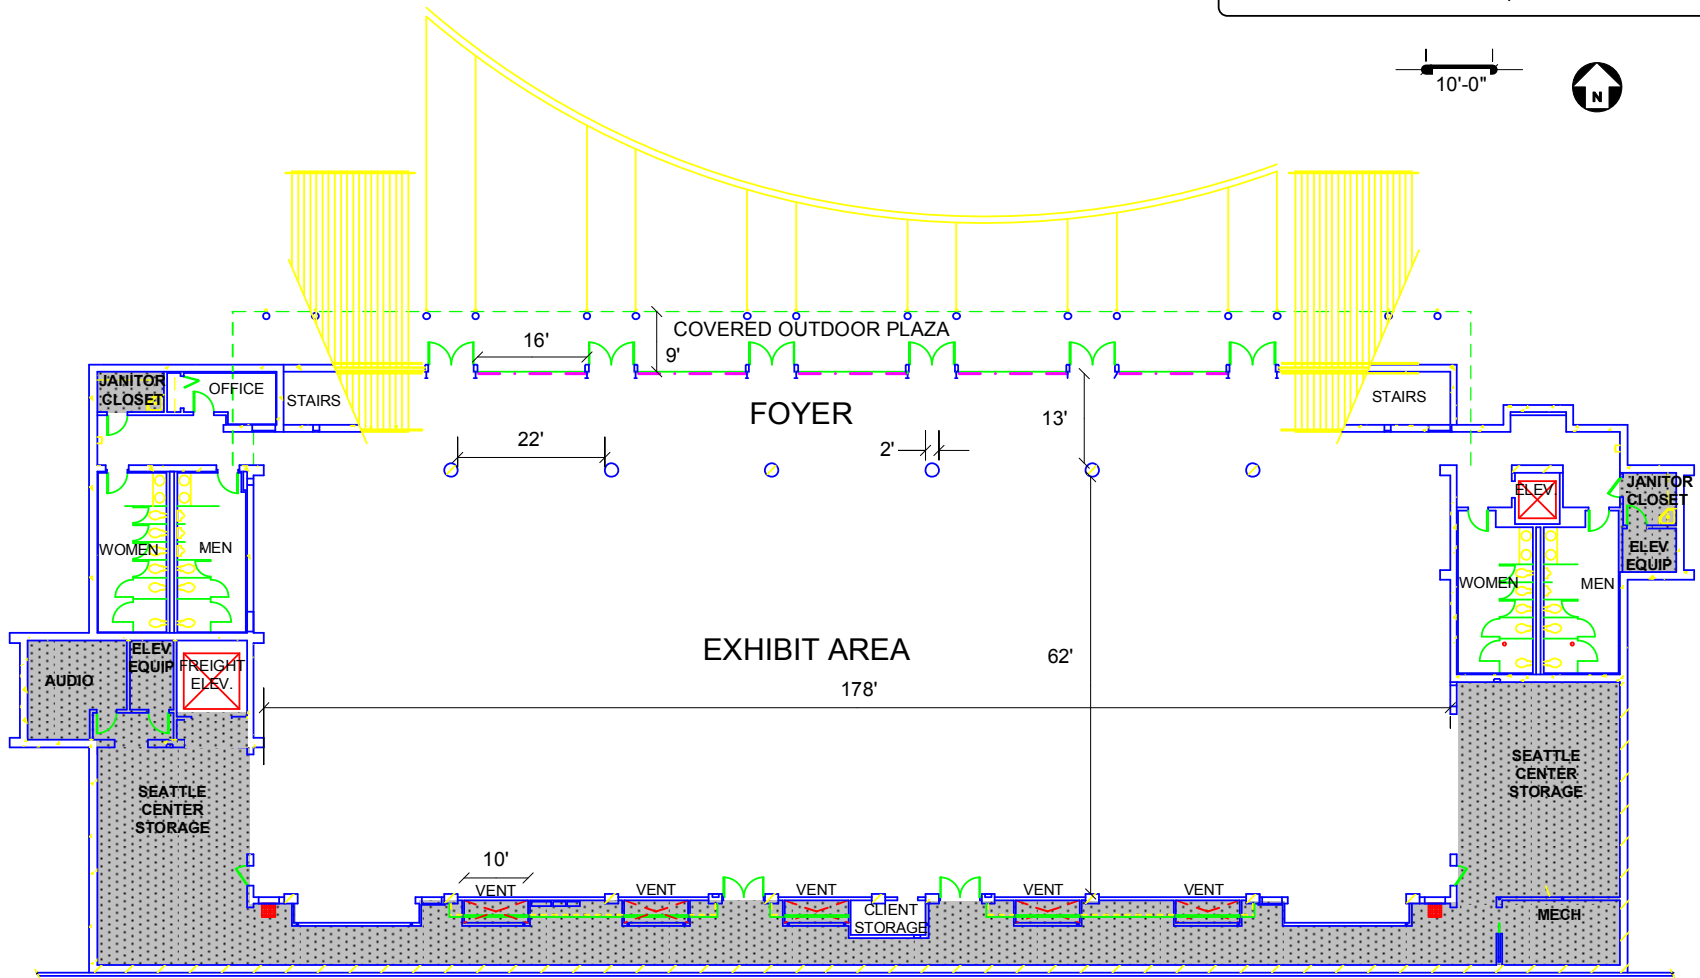 10'-0"
N
COVERED OUTDOOR PLAZA
16'
9'
JANITOR
CLOSET
OFFICE
STAIRS
FOYER
13'
STAIRS
22'
2'
ELEV.
JANITOR
CLOSET
WOMEN
MEN
ELEV
EQUIP
WOMEN
MEN
ELEV
EQUIP
FREIGHT
ELEV.
AUDIO
EXHIBIT AREA
62'
178'
SEATTLE
CENTER
STORAGE
SEATTLE
CENTER
STORAGE
10'
VENT
VENT
VENT
VENT
VENT
CLIENT
STORAGE
MECH